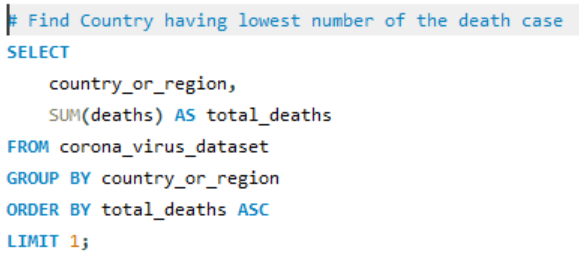 # Find Country having lowest number of the death case
SELECT
    country_or_region,
    SUM(deaths) AS total_deaths
FROM corona_virus_dataset
GROUP BY country_or_region
ORDER BY total_deaths ASC
LIMIT 1;